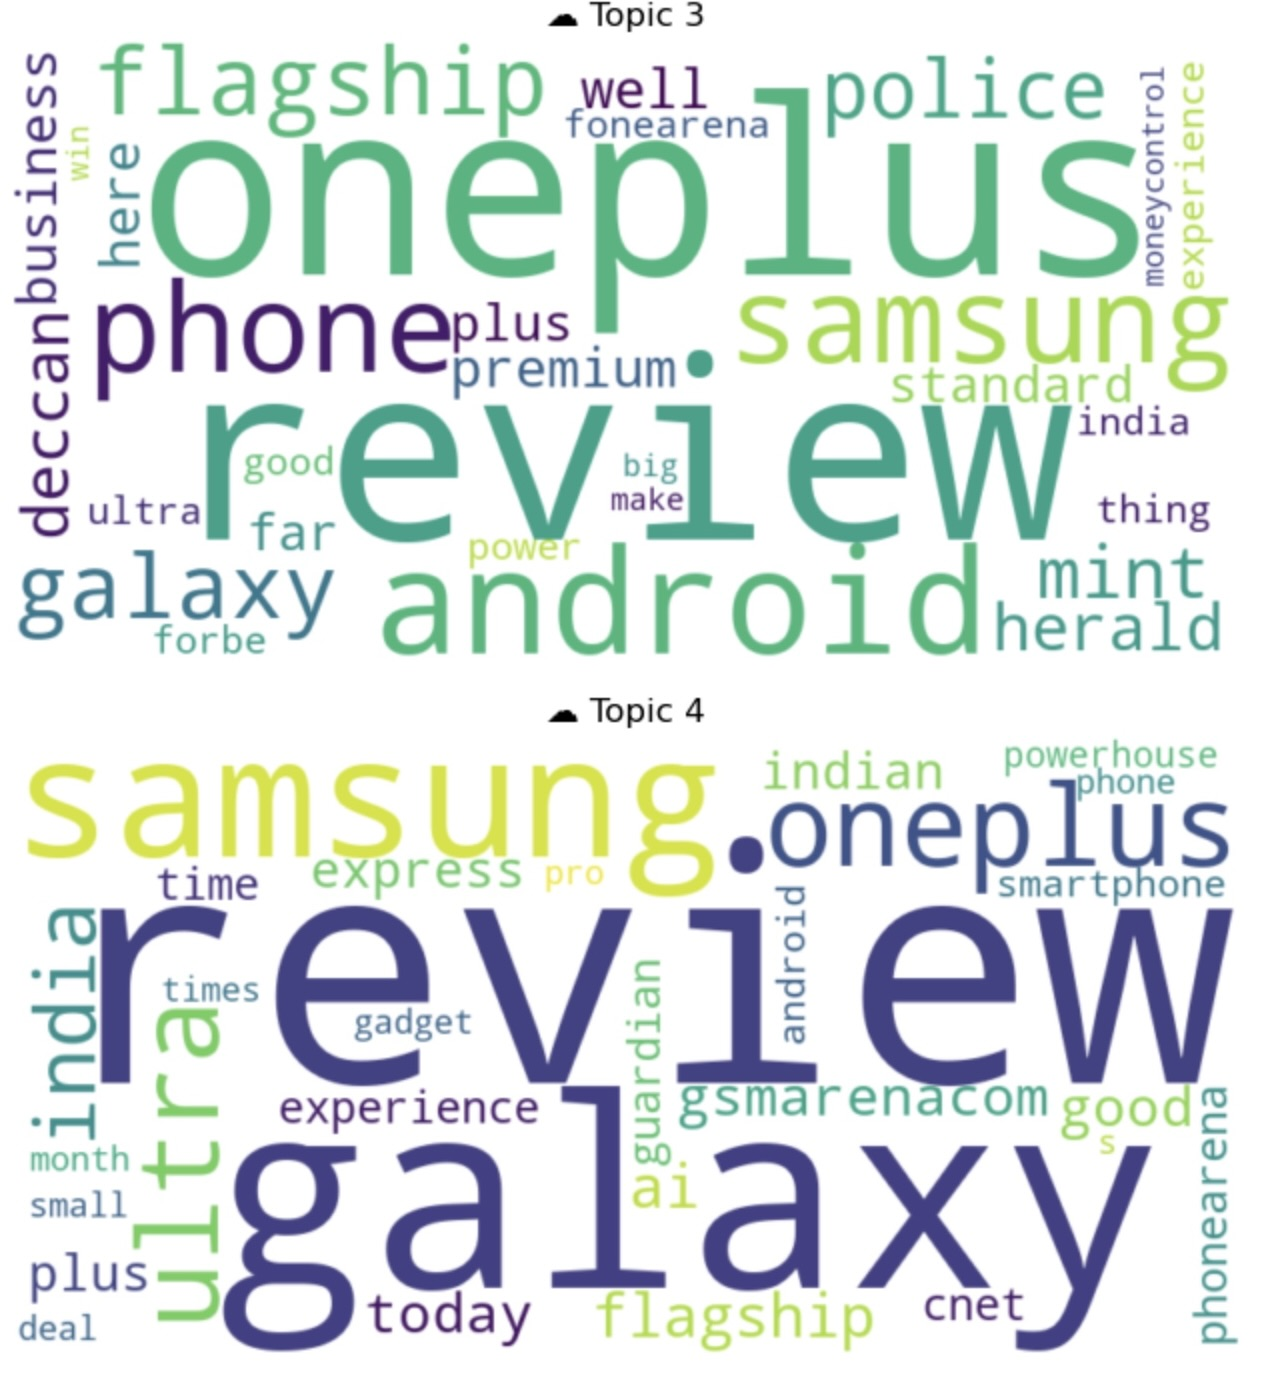 ☁ Topic 3
flagship
well
police
fonearena
business
win
here
oneplus
moneycontrol
experience
phone
plus
premium
samsung
standard
deccan
review
india
good
big
make
ultra
far
thing
power
galaxy
android
mint
forbe
herald
☁ Topic 4
samsung
indian
powerhouse
phone
oneplus
time
express
pro
smartphone
india
review
android
times
gadget
guardian
ultra
experience
gsmarenacom
good
s
month
small
galaxy
ai
phonearena
plus
deal
today
flagship
cnet